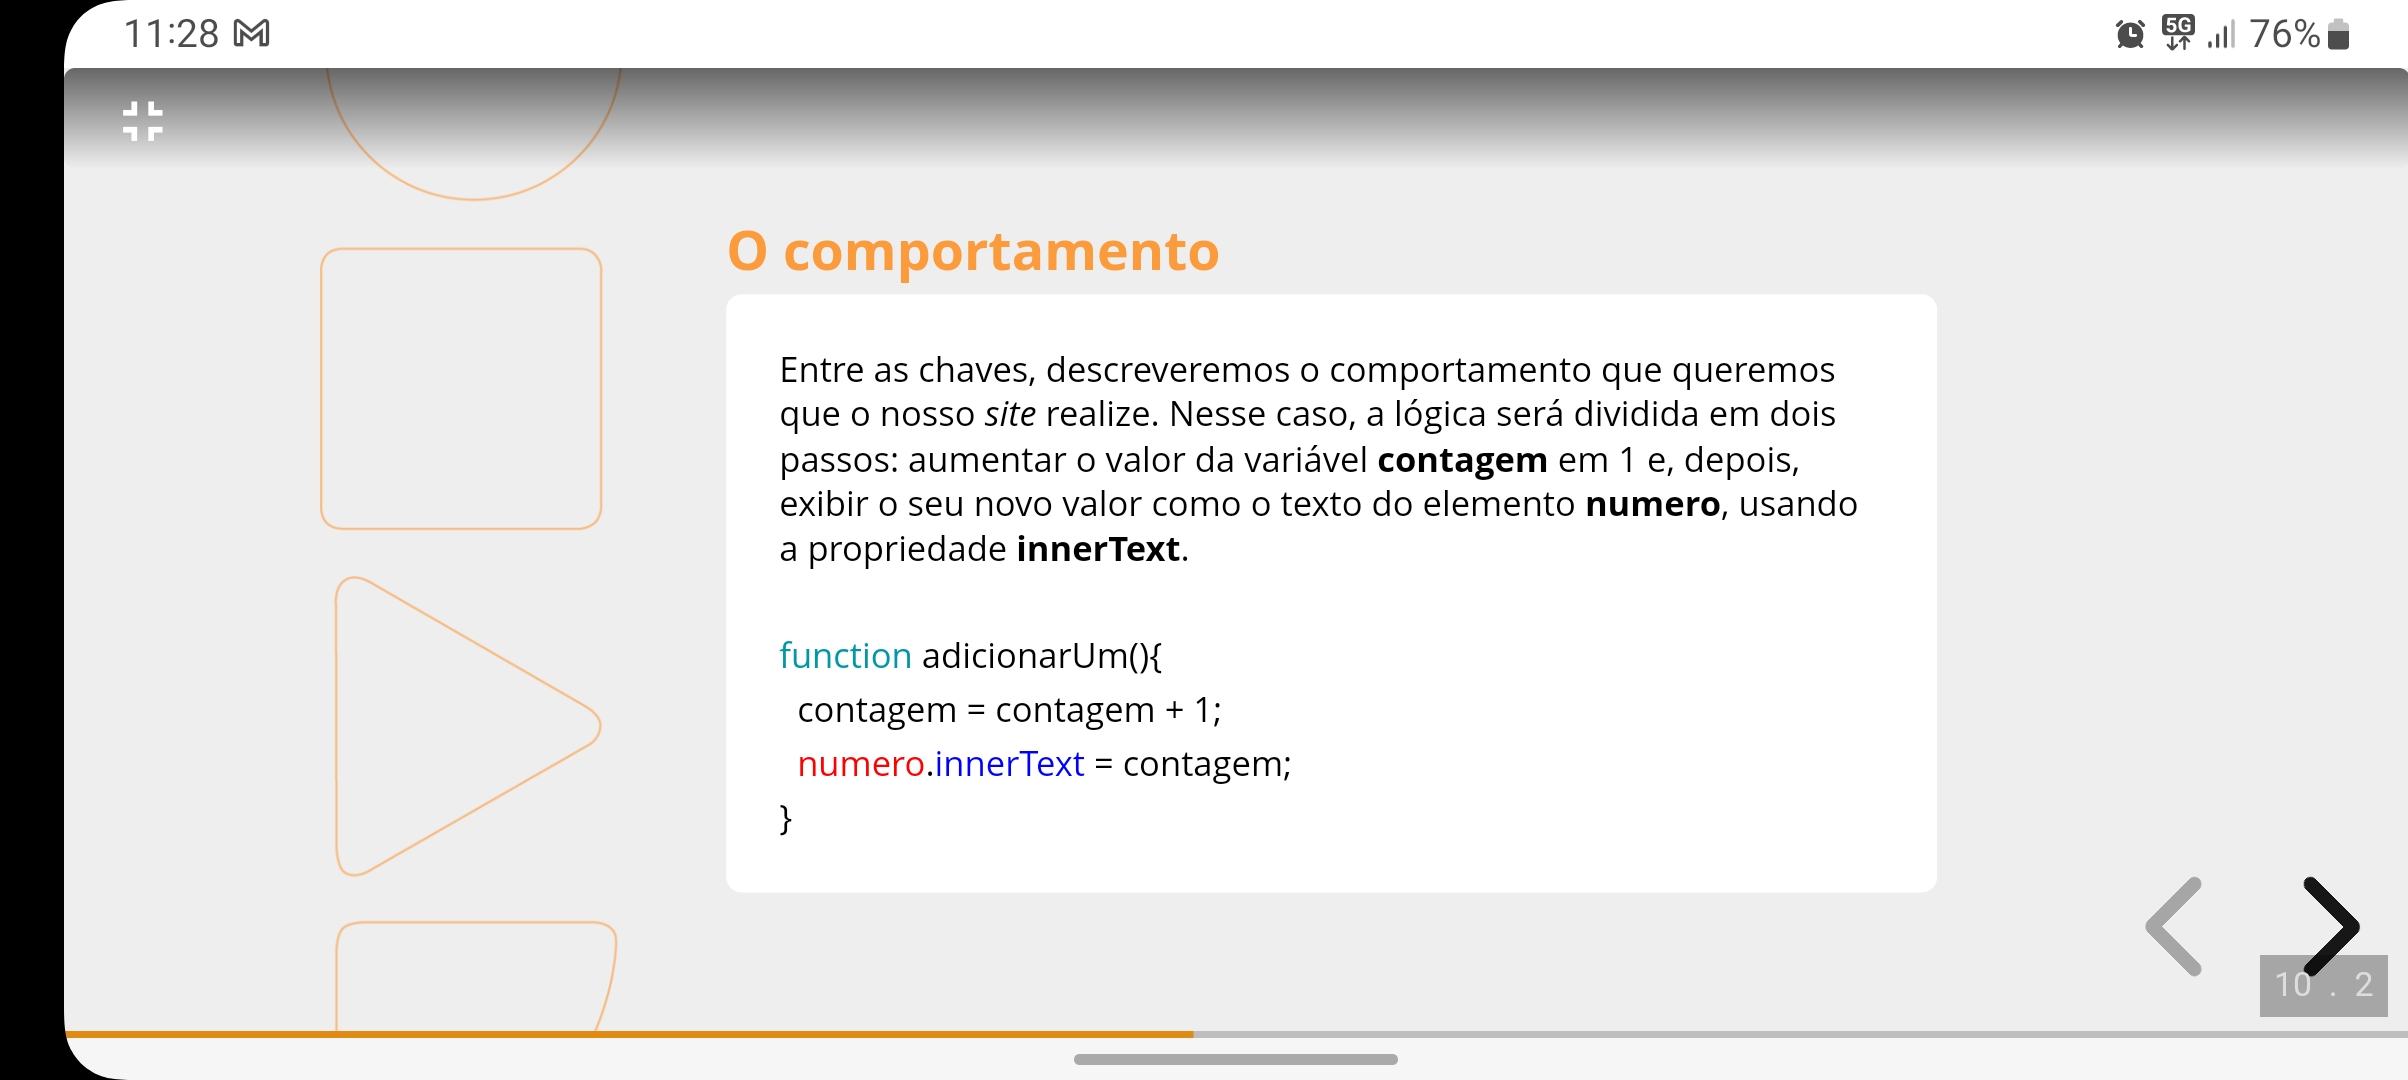 11:28
5G
76%
O comportamento
Entre as chaves, descreveremos o comportamento que queremos
que o nosso site realize. Nesse caso, a lógica será dividida em dois
passos: aumentar o valor da variável contagem em 1 e, depois,
exibir o seu novo valor como o texto do elemento numero, usando
a propriedade innerText.
function adicionarUm(){
contagem = contagem + 1;
numero.innerText = contagem;
}
10 . 2